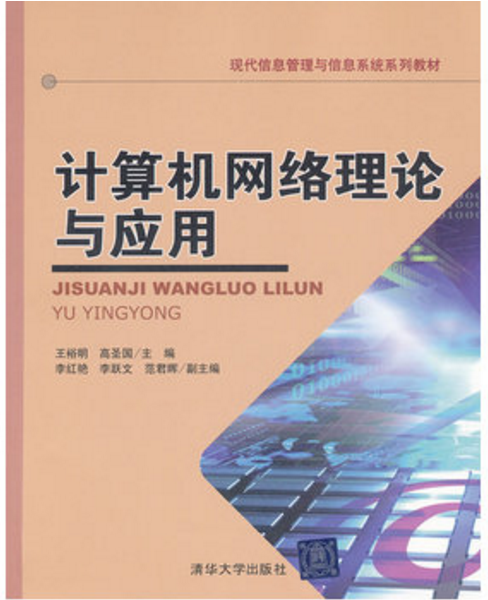 现代信息管理与信息系统系列教材
计算机网络理论
与应用
JISUANJI WANGLUO LILUN
YU YINGYONG
王裕明 高圣国/主 编
李红艳 李跃文 范君晖/副主编
清华大学出版社